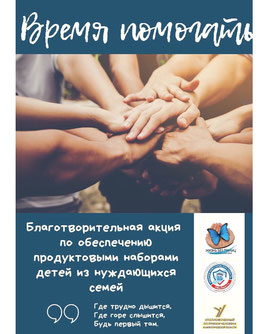 Время помогать
Благотворительная акция
по обеспечению
продуктовыми наборами
детей из нуждающихся
семей
Где трудно дышится,
Где горе слышится,
Будь первый там.